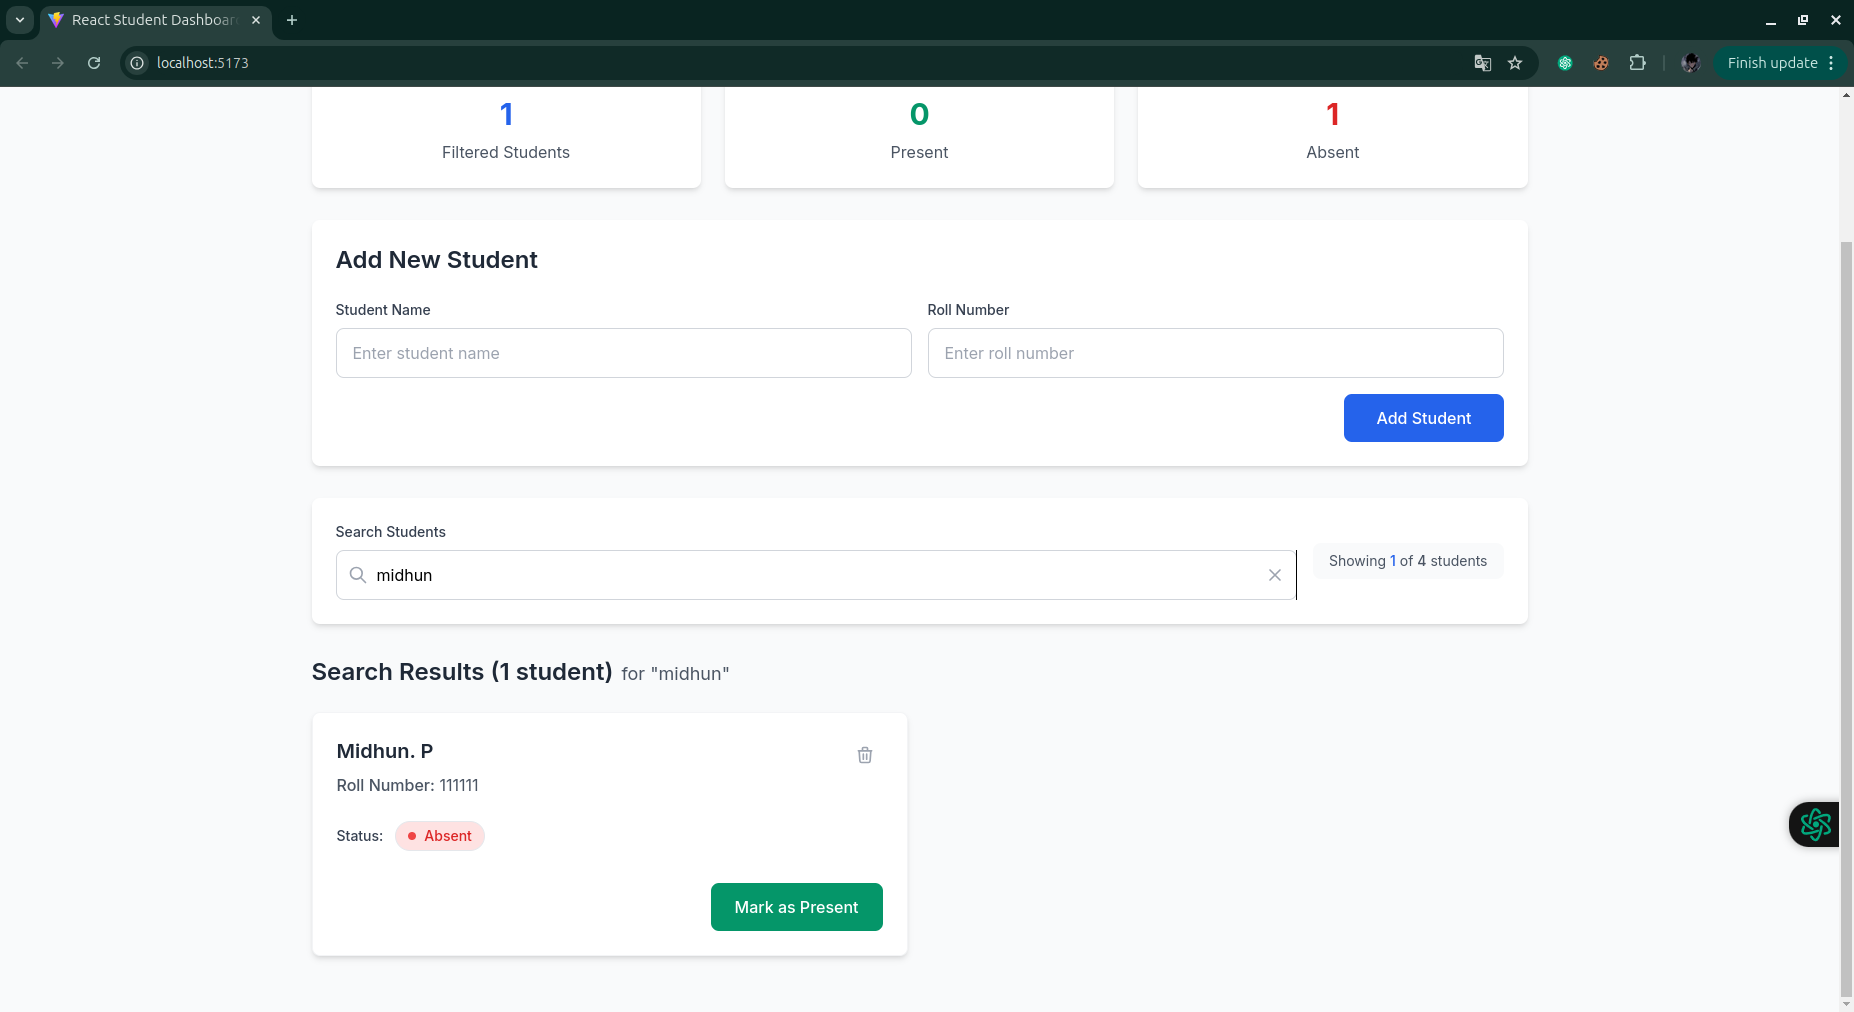 React Student Dashboar
localhost:5173
Finish update
1
Filtered Students
0
Present
1
Absent
Add New Student
Student Name
Roll Number
Enter student name
Enter roll number
Add Student
Search Students
midhun
Showing 1 of 4 students
Search Results (1 student) for "midhun"
Midhun. P
Roll Number: 111111
Status: Absent
Mark as Present